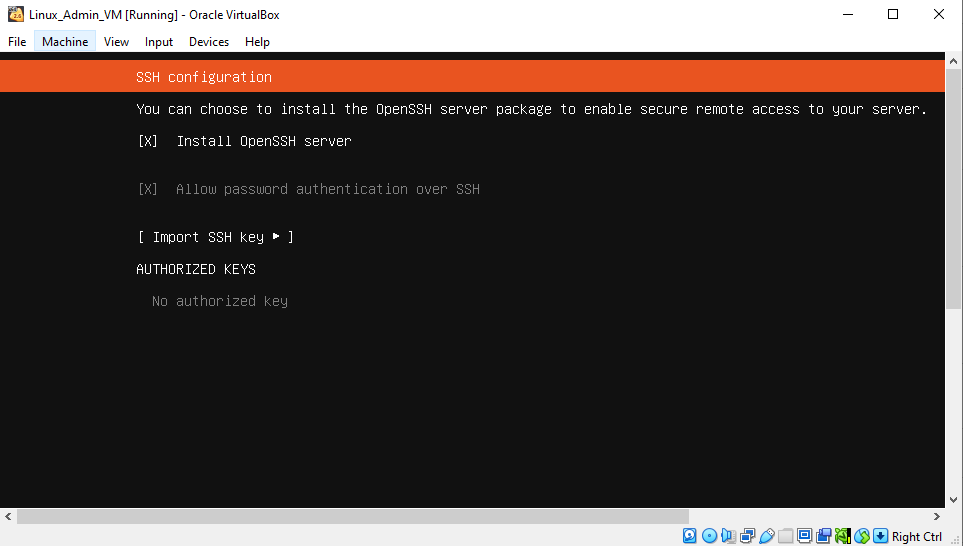 Linux_Admin_VM [Running] - Oracle VirtualBox
File Machine View Input Devices Help
SSH configuration
You can choose to install the OpenSSH server package to enable secure remote access to your server.
[X] Install OpenSSH server
[X] Allow password authentication over SSH
[ Import SSH key ▸ ]
AUTHORIZED KEYS
No authorized key
Right Ctrl